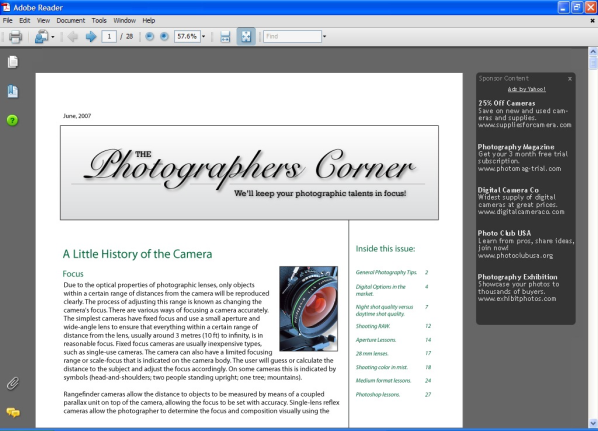 Adobe Reader
File Edit View Document Tools Window Help
1 / 28 57.6% Find
June, 2007
THE
Photographers Corner
We'll keep your photographic talents in focus!
A Little History of the Camera
Focus
Due to the optical properties of photographic lenses, only objects
within a certain range of distances from the camera will be reproduced
clearly. The process of adjusting this range is known as changing the
camera's focus. There are various ways of focusing a camera accurately.
The simplest cameras have fixed focus and use a small aperture and
wide-angle lens to ensure that everything within a certain range of
distance from the lens, usually around 3 metres (10 ft) to infinity, is in
reasonable focus. Fixed focus cameras are usually inexpensive types,
such as single-use cameras. The camera can also have a limited focusing
range or scale-focus that is indicated on the camera body. The user will guess or calculate the
distance to the subject and adjust the focus accordingly. On some cameras this is indicated by
symbols (head-and-shoulders; two people standing upright; one tree; mountains).
Rangefinder cameras allow the distance to objects to be measured by means of a coupled
parallax unit on top of the camera, allowing the focus to be set with accuracy. Single-lens reflex
cameras allow the photographer to determine the focus and composition visually using the
Inside this issue:
General Photography Tips. 2
Digital Options in the 4
market.
Night shot quality versus 7
daytime shot quality.
Shooting RAW. 12
Aperture Lessons. 14
28 mm lenses. 17
Shooting color in mist. 18
Medium format lessons. 24
Photoshop lessons. 27
Sponsor Content x
Ads by Yahoo!
25% Off Cameras
Save on new and used cam-
eras and supplies.
www.suppliesforcamera.com
Photography Magazine
Get your 3 month free trial
subscription.
www.photomag-trial.com
Digital Camera Co
Widest supply of digital
cameras at great prices.
www.digitalcameraco.com
Photo Club USA
Learn from pros, share ideas,
join now!
www.photoclubusa.org
Photography Exhibition
Showcase your photos to
thousands of buyers.
www.exhibitphotos.com